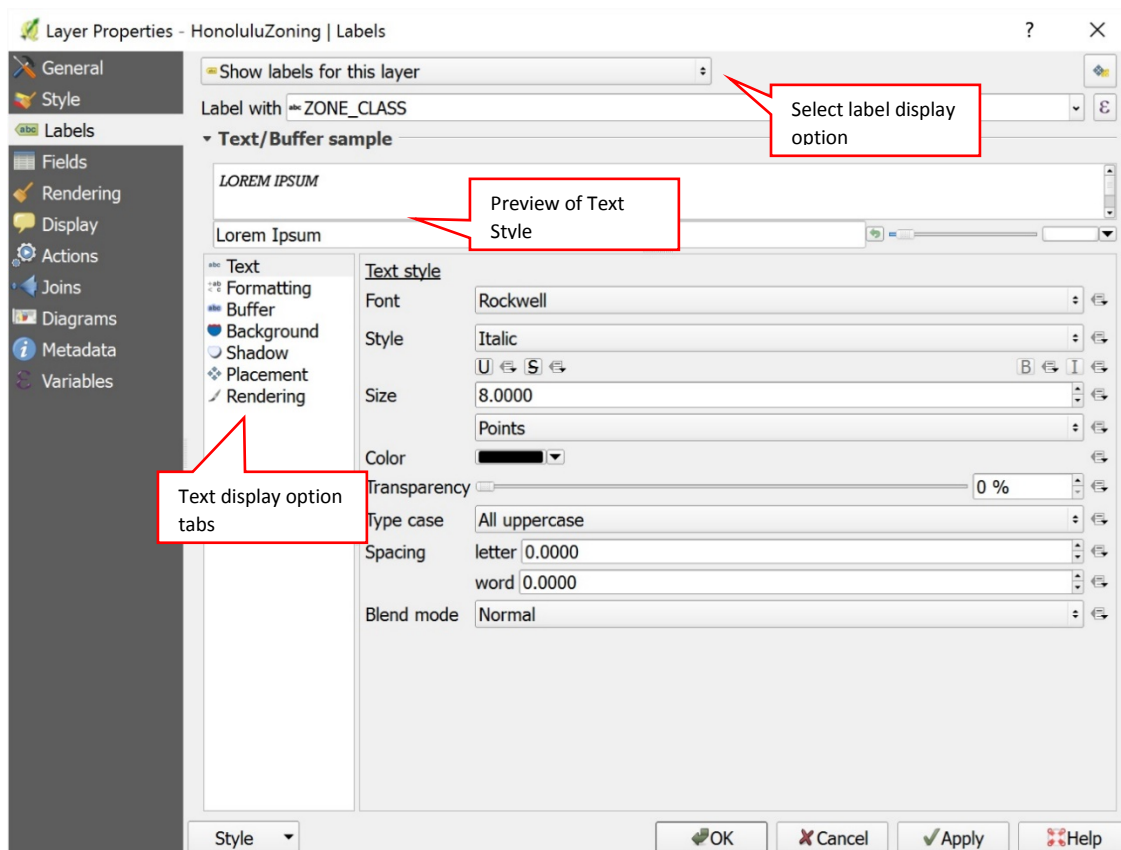 Layer Properties - HonoluluZoning | Labels
?
General
Style
abc Labels
Fields
Rendering
Display
Actions
Joins
Diagrams
Metadata
Variables
Show labels for this layer
Select label display
option
Label with abc ZONE_CLASS
ε
Text/Buffer sample
LOREM IPSUM
Preview of Text
Style
Lorem Ipsum
abc Text
Formatting
abc Buffer
Background
Shadow
Placement
Rendering
Text display option
tabs
Text style
Font Rockwell
Style Italic
U S B I
Size 8.0000
Points
Color
Transparency 0 %
Type case All uppercase
Spacing letter 0.0000
word 0.0000
Blend mode Normal
Style OK Cancel Apply Help